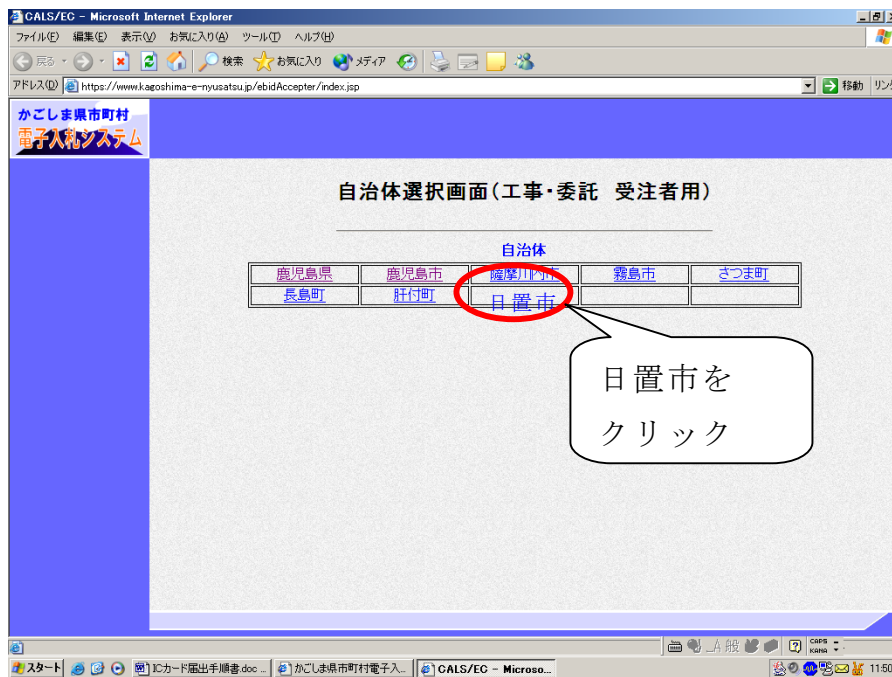 CALS/EC - Microsoft Internet Explorer
ファイル(F) 編集(E) 表示(V) お気に入り(A) ツール(T) ヘルプ(H)
戻る 検索 お気に入り メディア
アドレス(D) https://www.kagoshima-e-nyusatsu.jp/ebidAccepter/index.jsp 移動 リンク
かごしま県市町村
電子入札システム
自治体選択画面(工事・委託 受注者用)
自治体
鹿児島県 鹿児島市 薩摩川内市 霧島市 さつま町
長島町 肝付町 日置市
日置市を
クリック
A 般 CAPS
KANA
スタート ICカード届出手順書.doc ... かごしま県市町村電子入... CALS/EC - Microso... 11:50